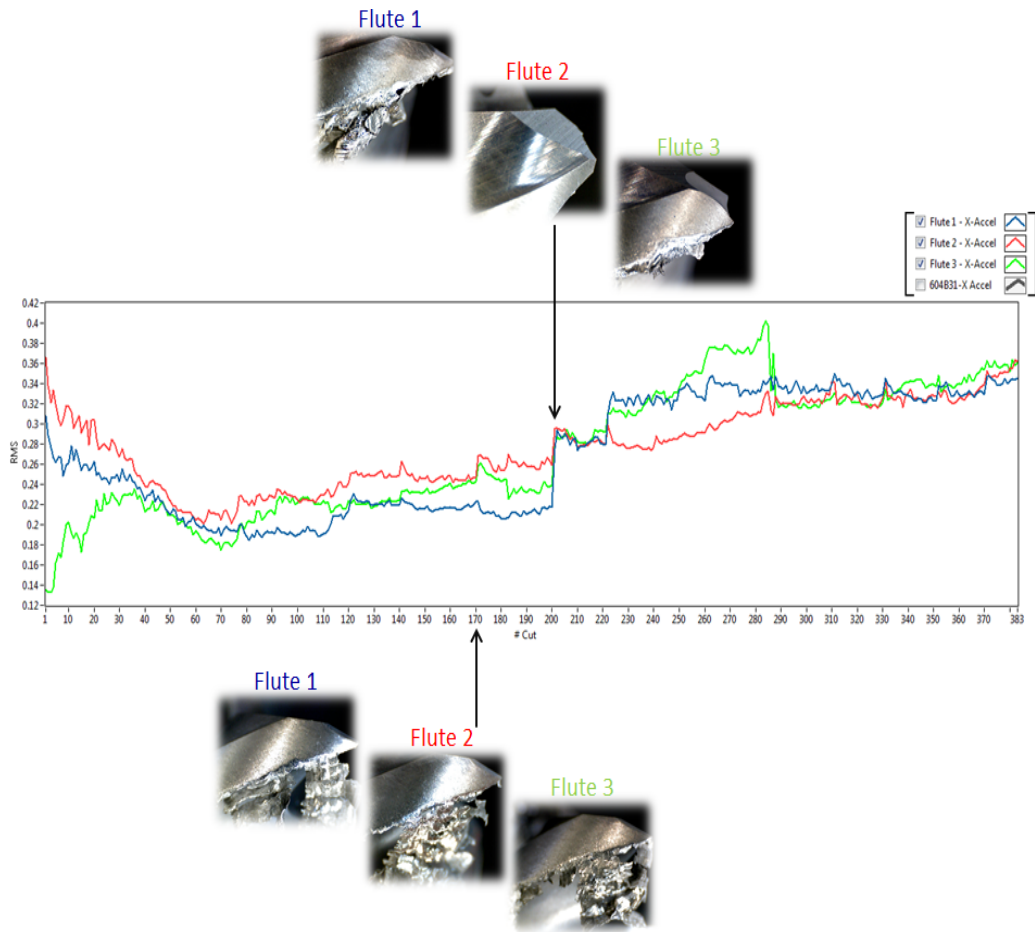 Flute 1
Flute 2
Flute 3
Flute 1 - X-Accel
Flute 2 - X-Accel
Flute 3 - X-Accel
604B31-X Accel
0.42
0.4
0.38
0.36
0.34
0.32
0.3
0.28
0.26
0.24
0.22
0.2
0.18
0.16
0.14
0.12
RMS
1 10 20 30 40 50 60 70 80 90 100 110 120 130 140 150 160 170 180 190 200 210 220 230 240 250 260 270 280 290 300 310 320 330 340 350 360 370 383
# Cut
Flute 1
Flute 2
Flute 3